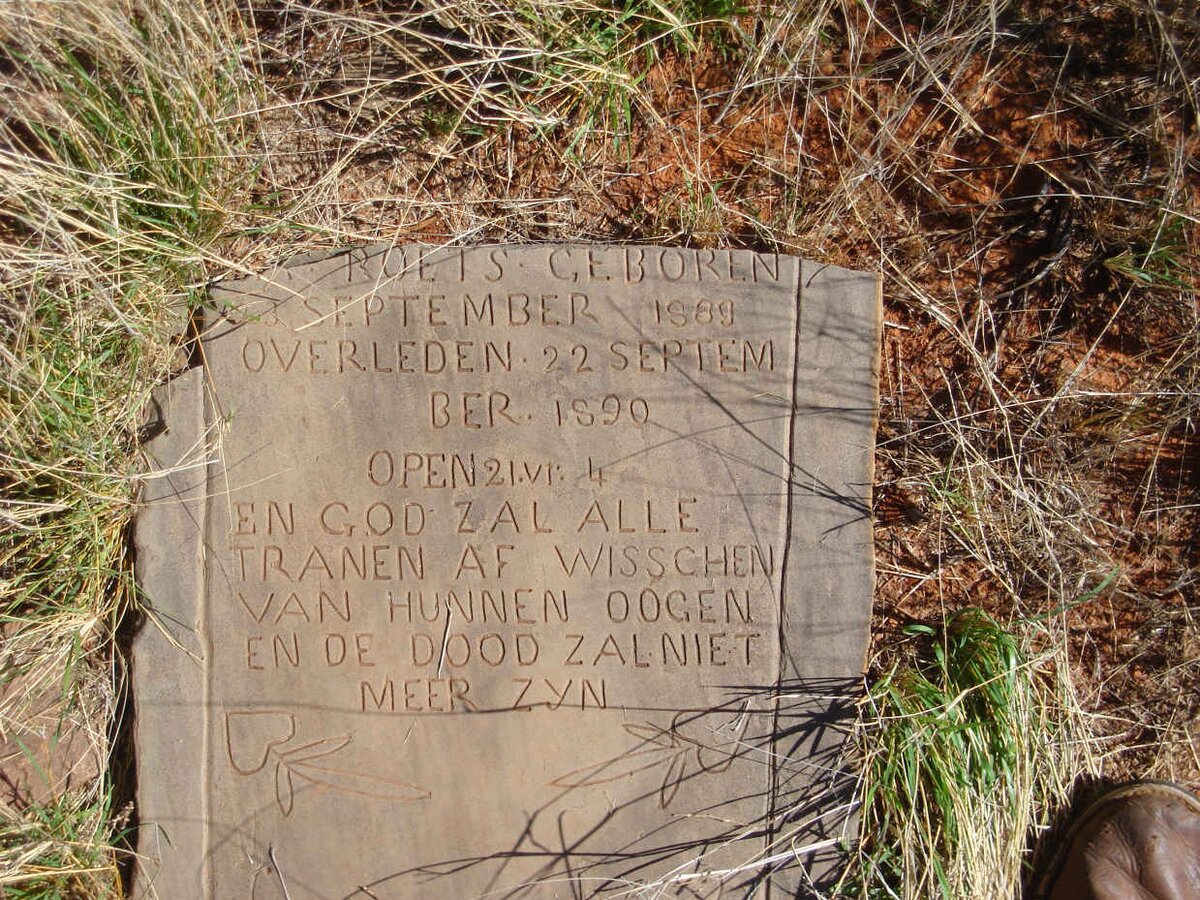 ROETS · GEBOREN
SEPTEMBER 1889
OVERLEDEN · 22 SEPTEM
BER · 1890
OPEN 21.VR: 4
EN GOD ZAL ALLE
TRANEN AF WISSCHEN
VAN HUNNEN OOGEN
EN DE DOOD ZAL·NIET
MEER ZYN